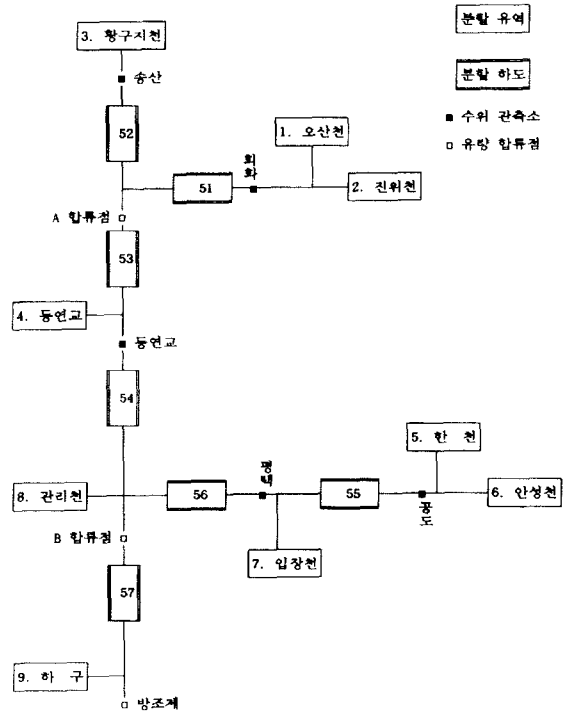 3. 황구지천
분할 유역
송산
분할 하도
52
■ 수위 관측소
□ 유량 합류점
1. 오산천
회화
51
2. 진위천
A 합류점
53
4. 동연교
동연교
54
5. 한 천
평택
8. 관리천
56
55
6. 안성천
공도
B 합류점
7. 입장천
57
9. 하 구
방조제